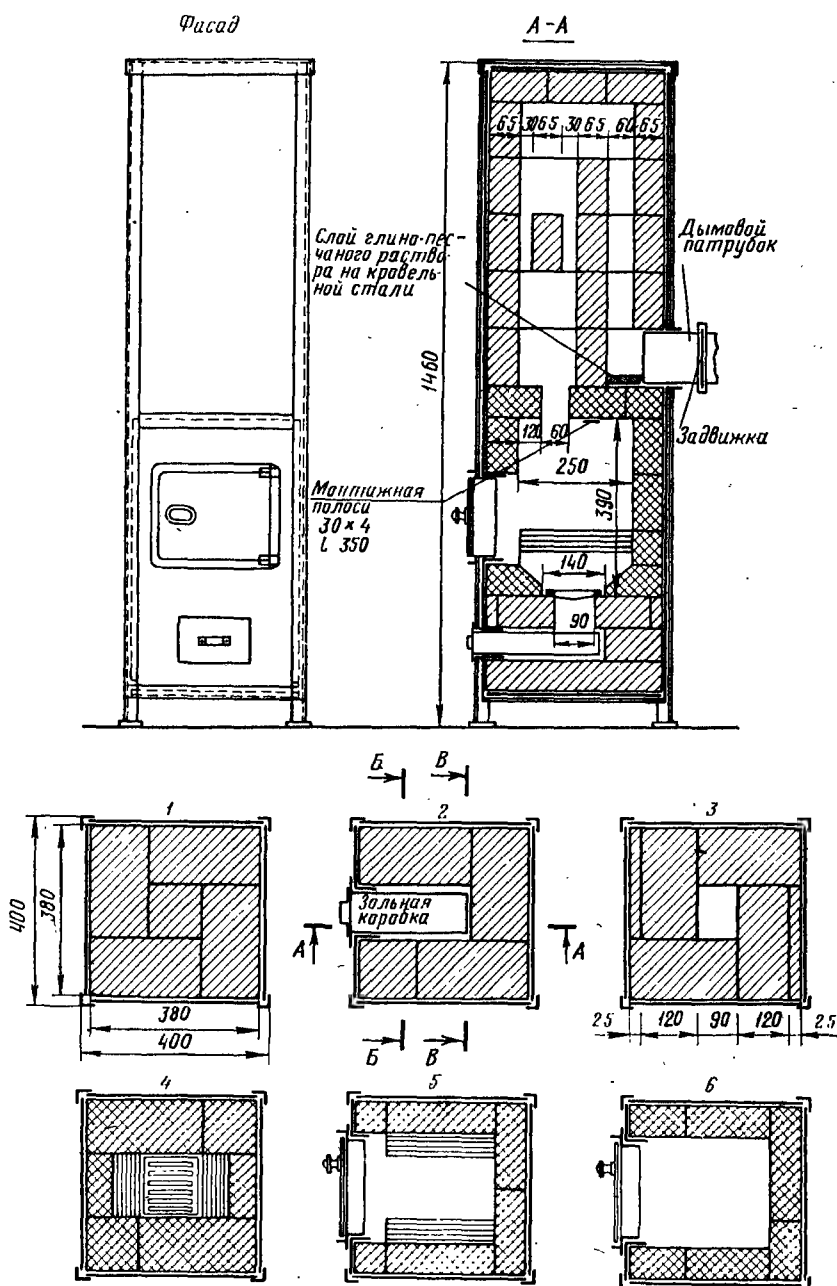 Фасад
А-А
65 30 65 30 65 60 65
Слой глино-пес-
чаного раство-
ра на кровель-
ной стали
Дымовой
патрубок
1460
120 60
Задвижка
250
390
Монтажная
полоса
30×4
l 350
140
90
Б В
1
2
3
400
380
Зольная
коробка
А
А
380
400
Б В
25 120 90 120 25
4
5
6